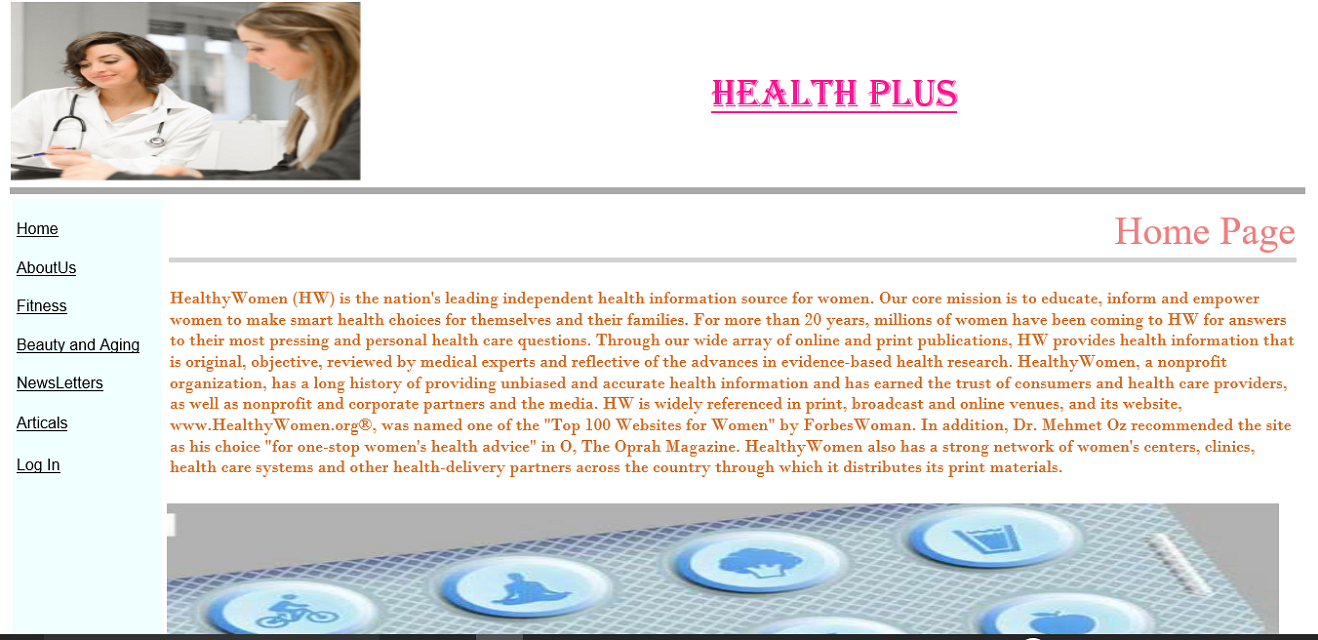 HEALTH PLUS
Home
AboutUs
Fitness
Beauty and Aging
NewsLetters
Articals
Log In
Home Page
HealthyWomen (HW) is the nation's leading independent health information source for women. Our core mission is to educate, inform and empower
women to make smart health choices for themselves and their families. For more than 20 years, millions of women have been coming to HW for answers
to their most pressing and personal health care questions. Through our wide array of online and print publications, HW provides health information that
is original, objective, reviewed by medical experts and reflective of the advances in evidence-based health research. HealthyWomen, a nonprofit
organization, has a long history of providing unbiased and accurate health information and has earned the trust of consumers and health care providers,
as well as nonprofit and corporate partners and the media. HW is widely referenced in print, broadcast and online venues, and its website,
www.HealthyWomen.org®, was named one of the "Top 100 Websites for Women" by ForbesWoman. In addition, Dr. Mehmet Oz recommended the site
as his choice "for one-stop women's health advice" in O, The Oprah Magazine. HealthyWomen also has a strong network of women's centers, clinics,
health care systems and other health-delivery partners across the country through which it distributes its print materials.